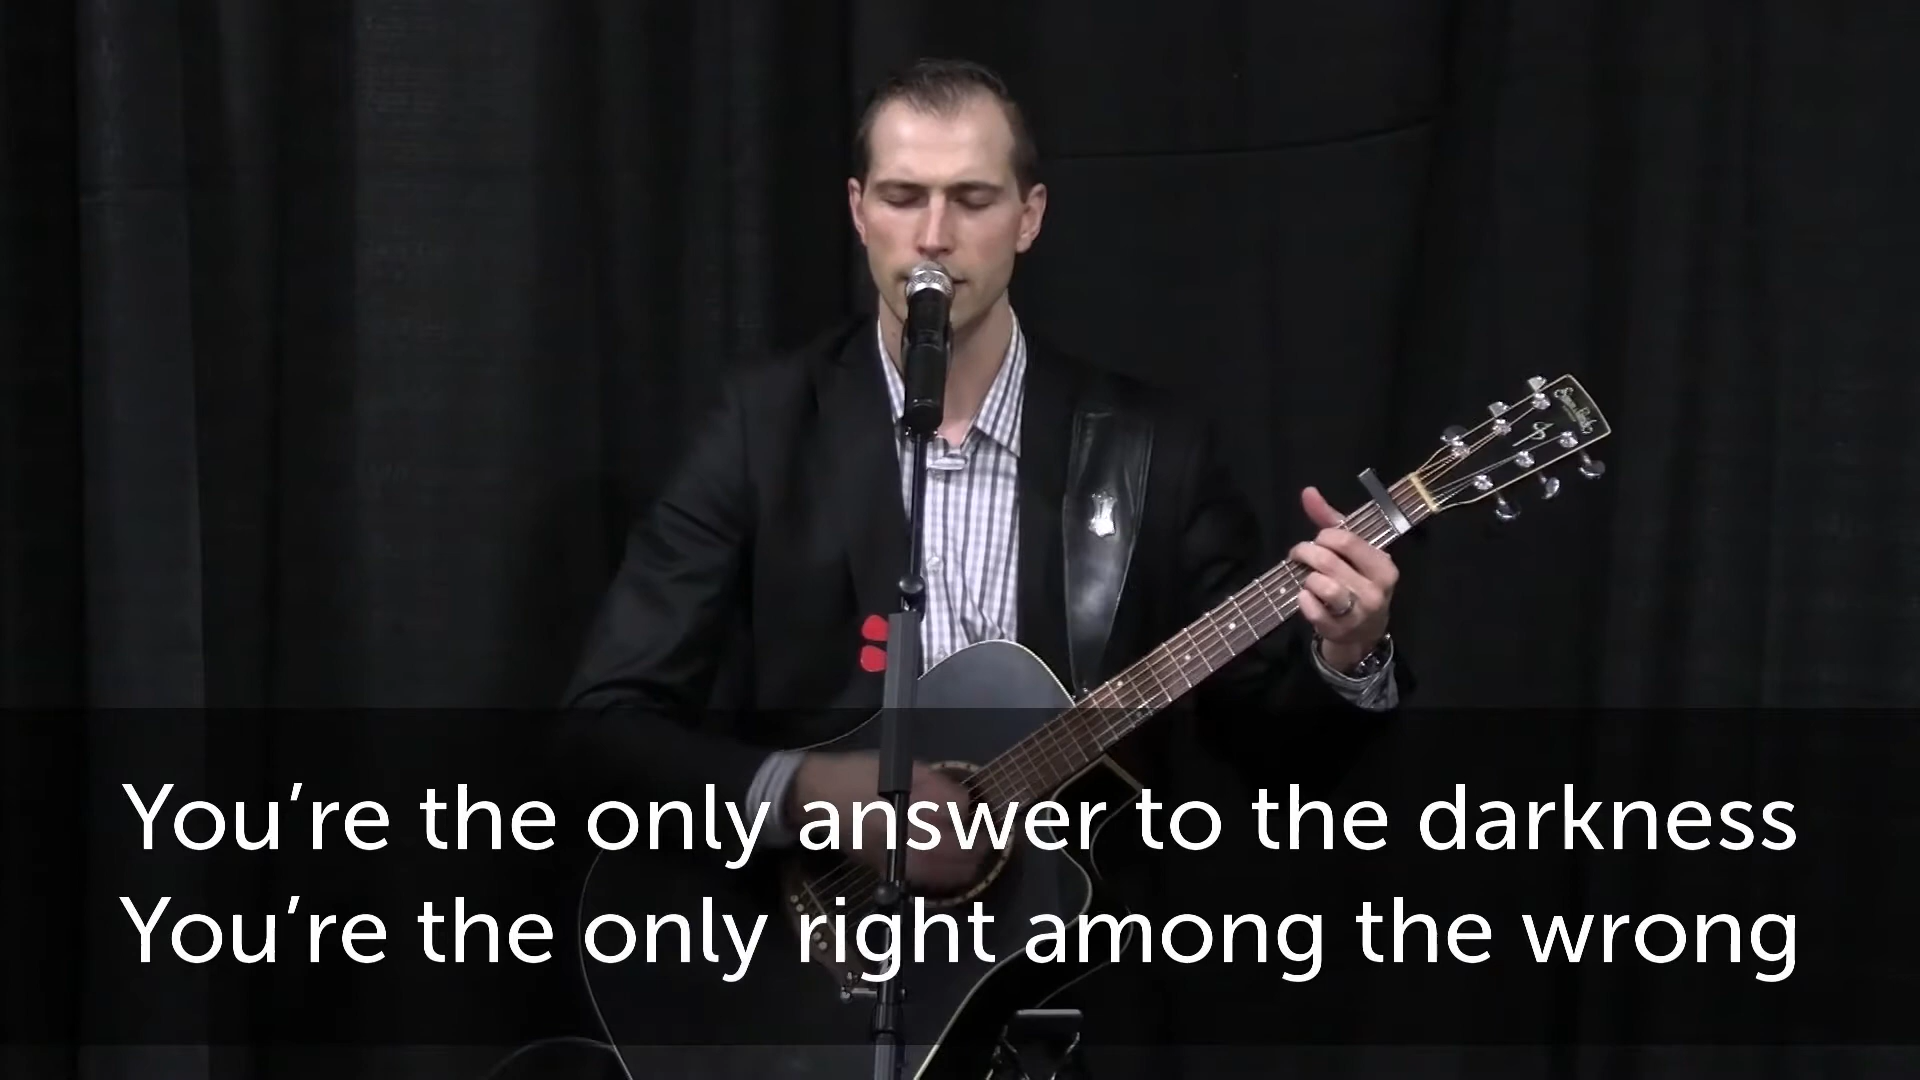 You're the only answer to the darkness
You're the only right among the wrong